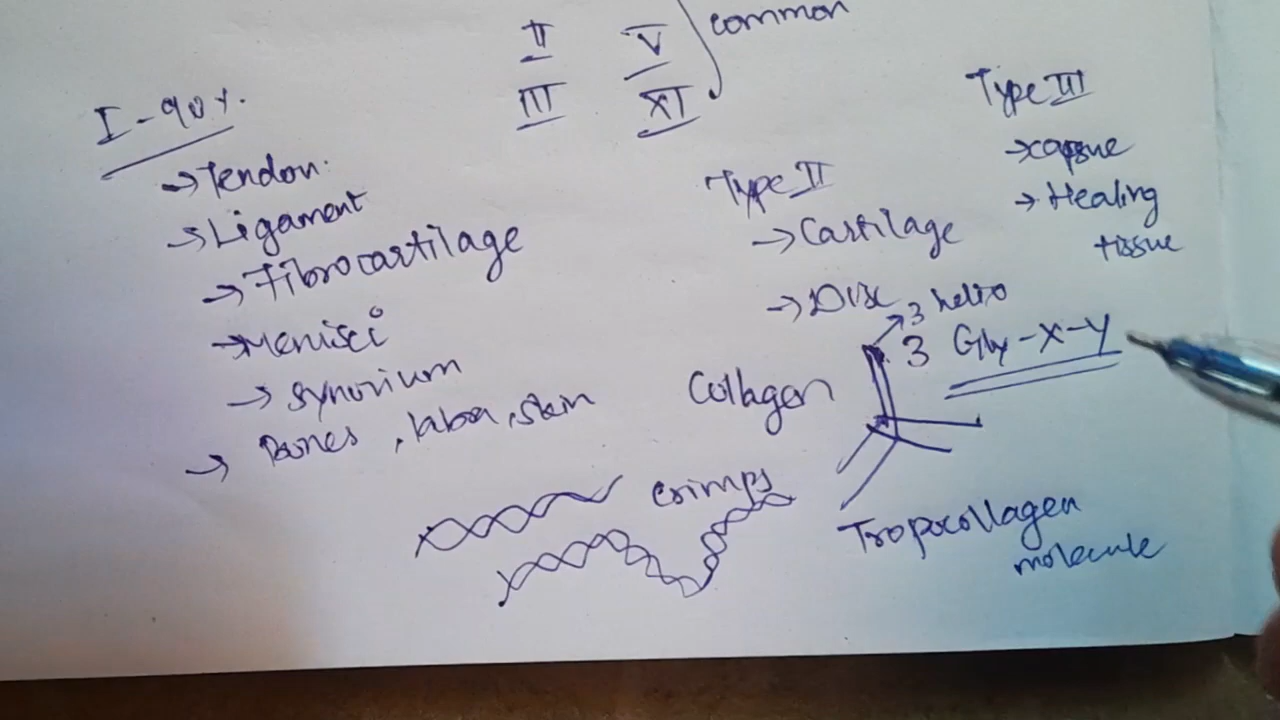 II V common
III XI
I - 90%.
→ Tendon
→ Ligament
→ Fibrocartilage
→ Menisci
→ Synovium
→ Bones, labra, skin
Type II
→ Cartilage
→ Disc
Type III
→
→ Healing
tissue
3 helix
3 Gly-X-Y
Collagen
crimps
Tropocollagen
molecule